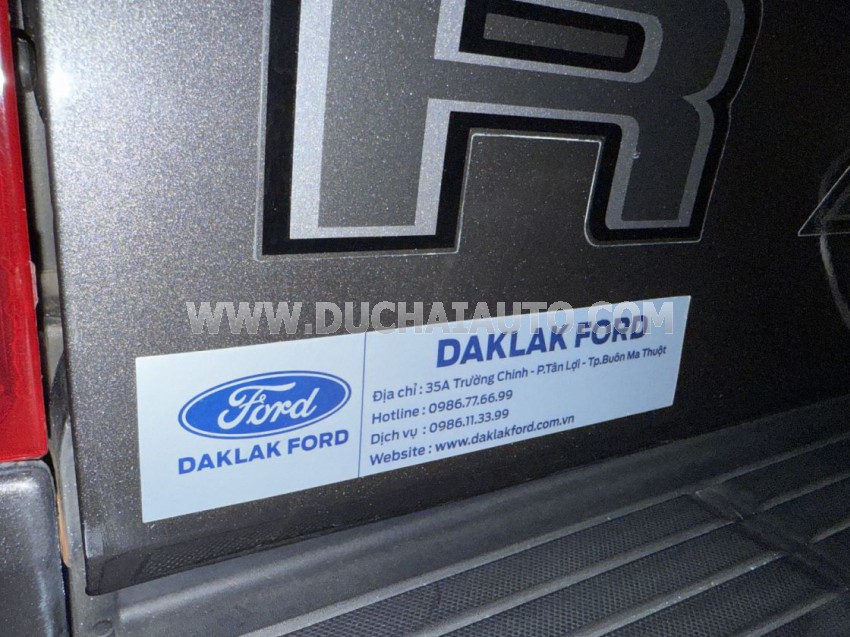 R
WWW.DUCHAIAUTO.COM.VN
Ford
DAKLAK FORD
DAKLAK FORD
Địa chỉ : 35A Trường Chinh - P.Tân Lợi - Tp.Buôn Ma Thuột
Hotline : 0986.77.66.99
Dịch vụ : 0986.11.33.99
Website : www.daklakford.com.vn